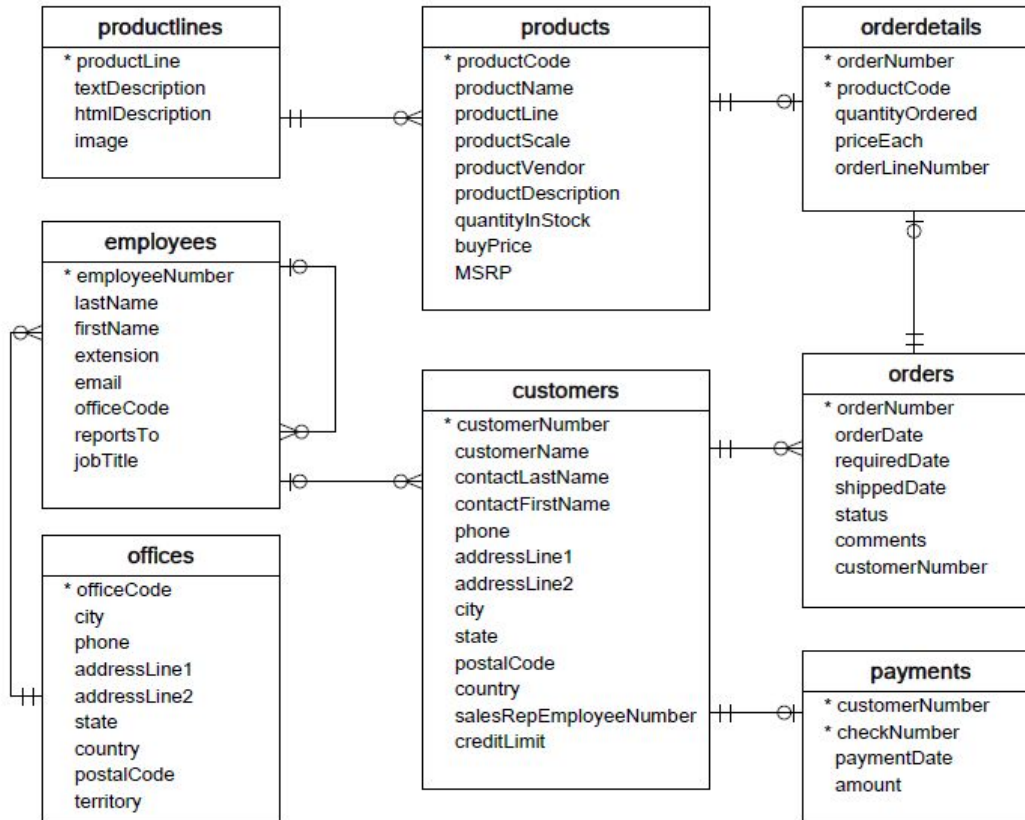 productlines
* productLine
textDescription
htmlDescription
image
products
* productCode
productName
productLine
productScale
productVendor
productDescription
quantityInStock
buyPrice
MSRP
orderdetails
* orderNumber
* productCode
quantityOrdered
priceEach
orderLineNumber
employees
* employeeNumber
lastName
firstName
extension
email
officeCode
reportsTo
jobTitle
customers
* customerNumber
customerName
contactLastName
contactFirstName
phone
addressLine1
addressLine2
city
state
postalCode
country
salesRepEmployeeNumber
creditLimit
orders
* orderNumber
orderDate
requiredDate
shippedDate
status
comments
customerNumber
offices
* officeCode
city
phone
addressLine1
addressLine2
state
country
postalCode
territory
payments
* customerNumber
* checkNumber
paymentDate
amount